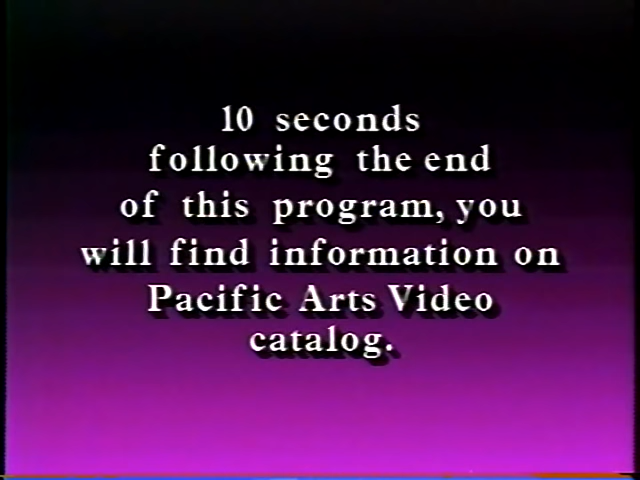 10 seconds
following the end
of this program, you
will find information on
Pacific Arts Video
catalog.